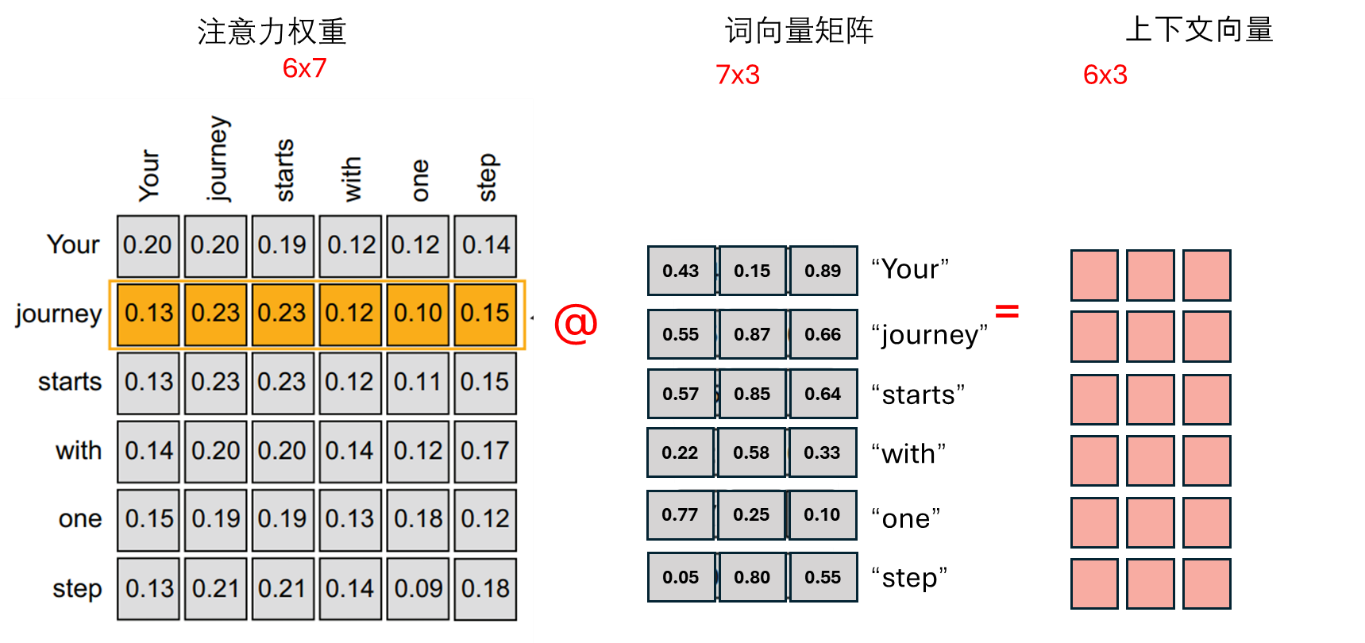 注意力权重
词向量矩阵
上下文向量
6x7
7x3
6x3
Your journey starts with one step
Your 0.20 0.20 0.19 0.12 0.12 0.14
journey 0.13 0.23 0.23 0.12 0.10 0.15
starts 0.13 0.23 0.23 0.12 0.11 0.15
with 0.14 0.20 0.20 0.14 0.12 0.17
one 0.15 0.19 0.19 0.13 0.18 0.12
step 0.13 0.21 0.21 0.14 0.09 0.18
@
0.43 0.15 0.89 “Your”
0.55 0.87 0.66 “journey”
0.57 0.85 0.64 “starts”
0.22 0.58 0.33 “with”
0.77 0.25 0.10 “one”
0.05 0.80 0.55 “step”
=